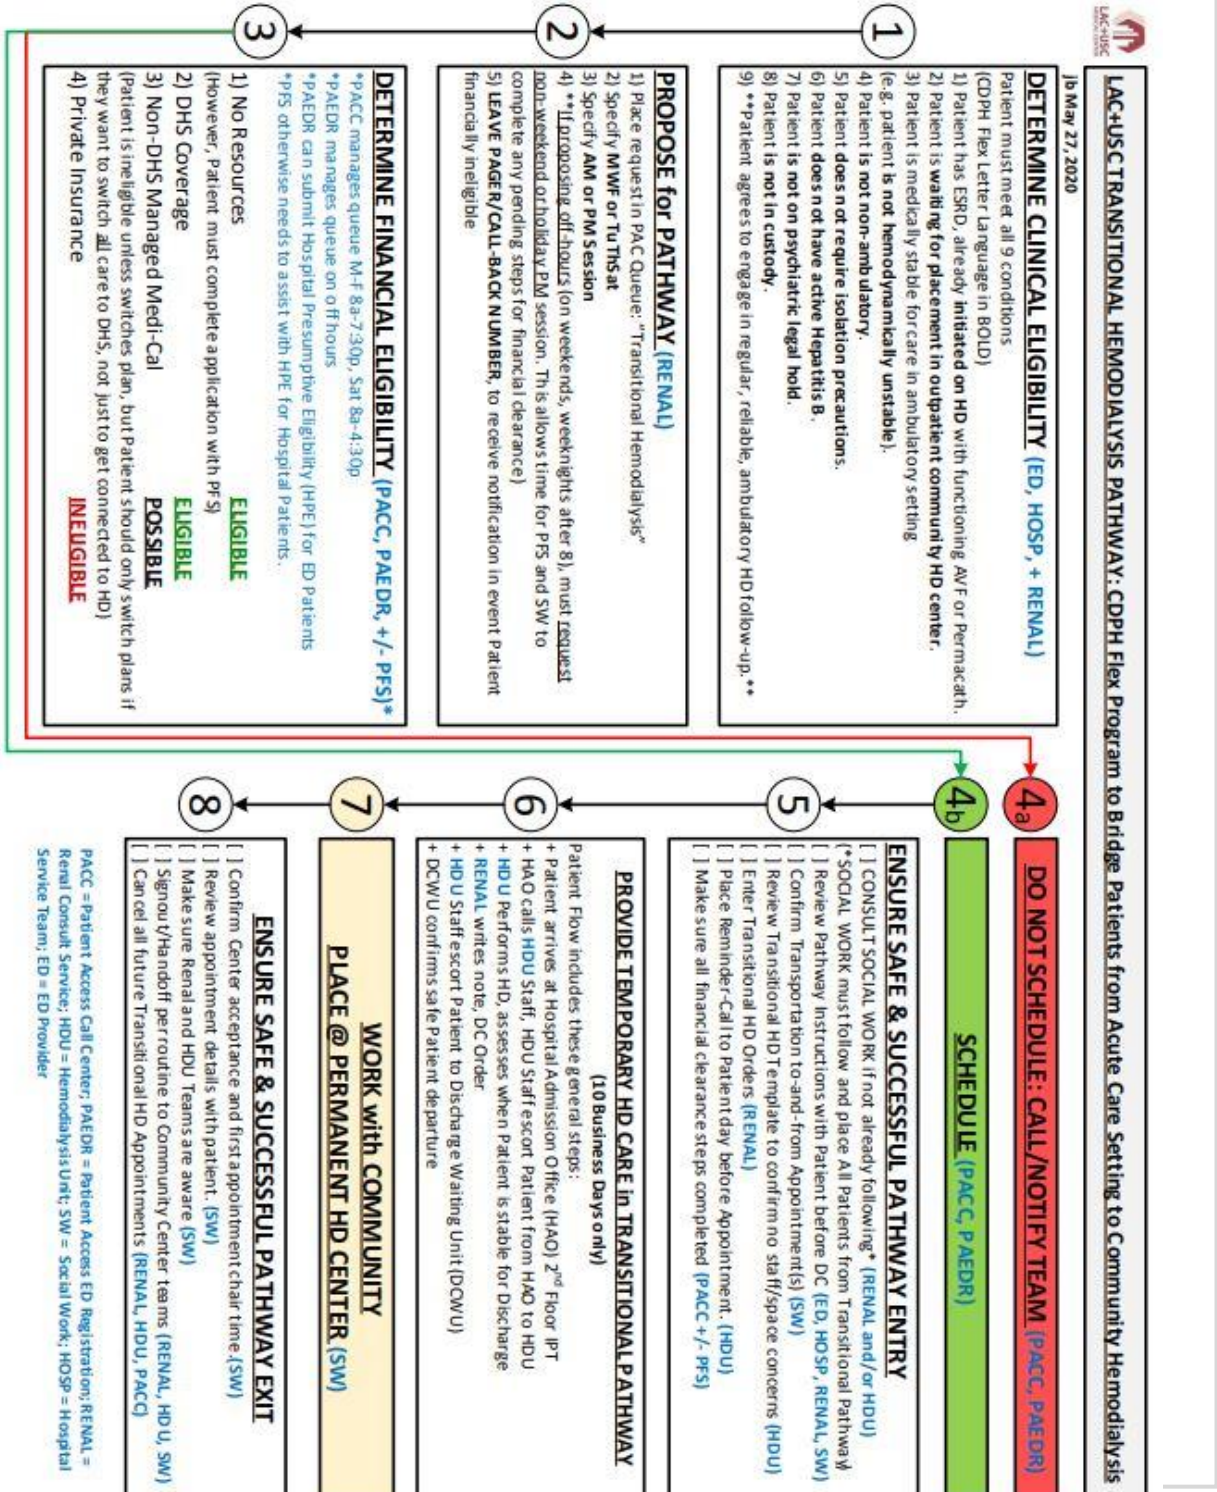 LAC+USC
MEDICAL CENTER
LAC+USC TRANSITIONAL HEMODIALYSIS PATHWAY: CDPH Flex Program to Bridge Patients from Acute Care Setting to Community Hemodialysis
jb May 27, 2020
1
DETERMINE CLINICAL ELIGIBILITY (ED, HOSP, + RENAL)
Patient must meet all 9 conditions
(CDPH Flex Letter Language in BOLD)
1) Patient has ESRD, already initiated on HD with functioning AVF or Permacath.
2) Patient is waiting for placement in outpatient community HD center.
3) Patient is medically stable for care in ambulatory setting
(e.g. patient is not hemodynamically unstable).
4) Patient is not non-ambulatory.
5) Patient does not require isolation precautions.
6) Patient does not have active Hepatitis B.
7) Patient is not on psychiatric legal hold.
8) Patient is not in custody.
9) **Patient agrees to engage in regular, reliable, ambulatory HD follow-up.**
2
PROPOSE for PATHWAY (RENAL)
1) Place request in PAC Queue: "Transitional Hemodialysis"
2) Specify MWF or TuThSat
3) Specify AM or PM Session
4) **If proposing off-hours (on weekends, weeknights after 8), must request
non-weekend or holiday PM session. This allows time for PFS and SW to
complete any pending steps for financial clearance)
5) LEAVE PAGER/CALL-BACK NUMBER, to receive notification in event Patient
financially ineligible
3
DETERMINE FINANCIAL ELIGIBILITY (PACC, PAEDR, +/- PFS)*
*PACC manages queue M-F 8a-7:30p, Sat 8a-4:30p
*PAEDR manages queue on off hours
*PAEDR can submit Hospital Presumptive Eligibility (HPE) for ED Patients
*PFS otherwise needs to assist with HPE for Hospital Patients.
1) No Resources ELIGIBLE
(However, Patient must complete application with PFS)
2) DHS Coverage ELIGIBLE
3) Non-DHS Managed Medi-Cal POSSIBLE
(Patient is ineligible unless switches plan, but Patient should only switch plans if
they want to switch all care to DHS, not just to get connected to HD)
4) Private Insurance INELIGIBLE
4a
DO NOT SCHEDULE: CALL/NOTIFY TEAM (PACC, PAEDR)
4b
SCHEDULE (PACC, PAEDR)
5
ENSURE SAFE & SUCCESSFUL PATHWAY ENTRY
[ ] CONSULT SOCIAL WORK if not already following* (RENAL and/or HDU)
(*SOCIAL WORK must follow and place All Patients from Transitional Pathway)
[ ] Review Pathway Instructions with Patient before DC (ED, HOSP, RENAL, SW)
[ ] Confirm Transportation to-and-from Appointment(s) (SW)
[ ] Review Transitional HD Template to confirm no staff/space concerns (HDU)
[ ] Enter Transitional HD Orders (RENAL)
[ ] Place Reminder-Call to Patient day before Appointment. (HDU)
[ ] Make sure all financial clearance steps completed (PACC +/- PFS)
6
PROVIDE TEMPORARY HD CARE in TRANSITIONAL PATHWAY
(10 Business Days only)
Patient Flow includes these general steps:
+ Patient arrives at Hospital Admission Office (HAO) 2nd Floor IPT
+ HAO calls HDU Staff, HDU Staff escort Patient from HAO to HDU
+ HDU Performs HD, assesses when Patient is stable for Discharge
+ RENAL writes note, DC Order
+ HDU Staff escort Patient to Discharge Waiting Unit (DCWU)
+ DCWU confirms safe Patient departure
7
WORK with COMMUNITY
PLACE @ PERMANENT HD CENTER (SW)
8
ENSURE SAFE & SUCCESSFUL PATHWAY EXIT
[ ] Confirm Center acceptance and first appointment chair time.(SW)
[ ] Review appointment details with patient. (SW)
[ ] Make sure Renal and HDU Teams are aware (SW)
[ ] Signout/Handoff per routine to Community Center teams (RENAL, HDU, SW)
[ ] Cancel all future Transitional HD Appointments (RENAL, HDU, PACC)
PACC = Patient Access Call Center; PAEDR = Patient Access ED Registration; RENAL =
Renal Consult Service; HDU = Hemodialysis Unit; SW = Social Work; HOSP = Hospital
Service Team; ED = ED Provider